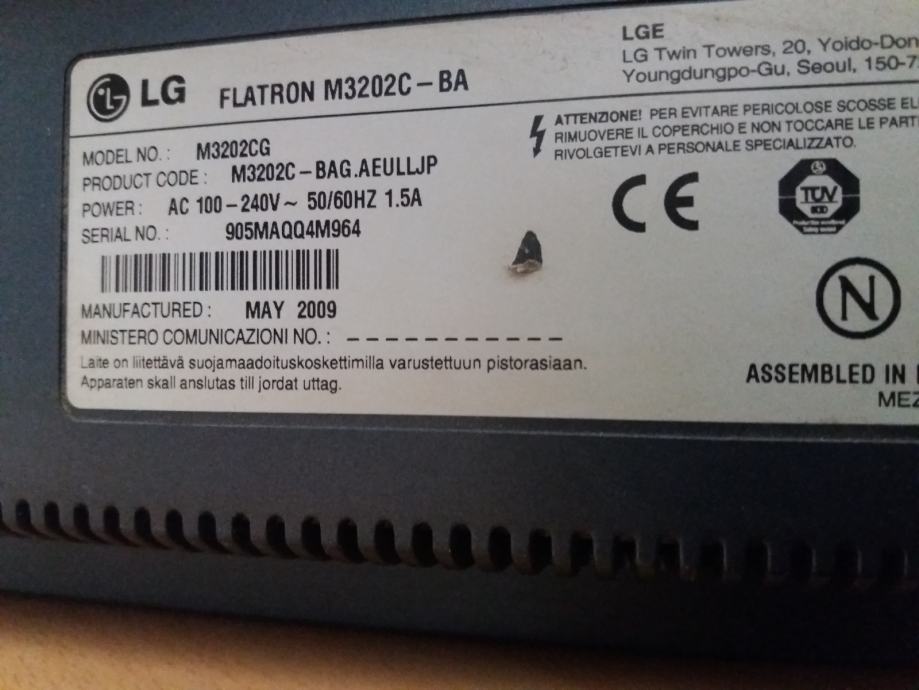 LG FLATRON M3202C-BA
MODEL NO.: M3202CG
PRODUCT CODE: M3202C-BAG.AEULLJP
POWER: AC 100-240V~ 50/60HZ 1.5A
SERIAL NO.: 905MAQQ4M964
MANUFACTURED: MAY 2009
MINISTERO COMUNICAZIONI NO.: -----------
Laite on liitettävä suojamaadoituskoskettimilla varustettuun pistorasiaan.
Apparaten skall anslutas till jordat uttag.
LGE
LG Twin Towers, 20, Yoido-Don
Youngdungpo-Gu, Seoul, 150-7
ATTENZIONE! PER EVITARE PERICOLOSE SCOSSE EL
RIMUOVERE IL COPERCHIO E NON TOCCARE LE PART
RIVOLGETEVI A PERSONALE SPECIALIZZATO.
CE
TÜV
N
ASSEMBLED IN
MEZ